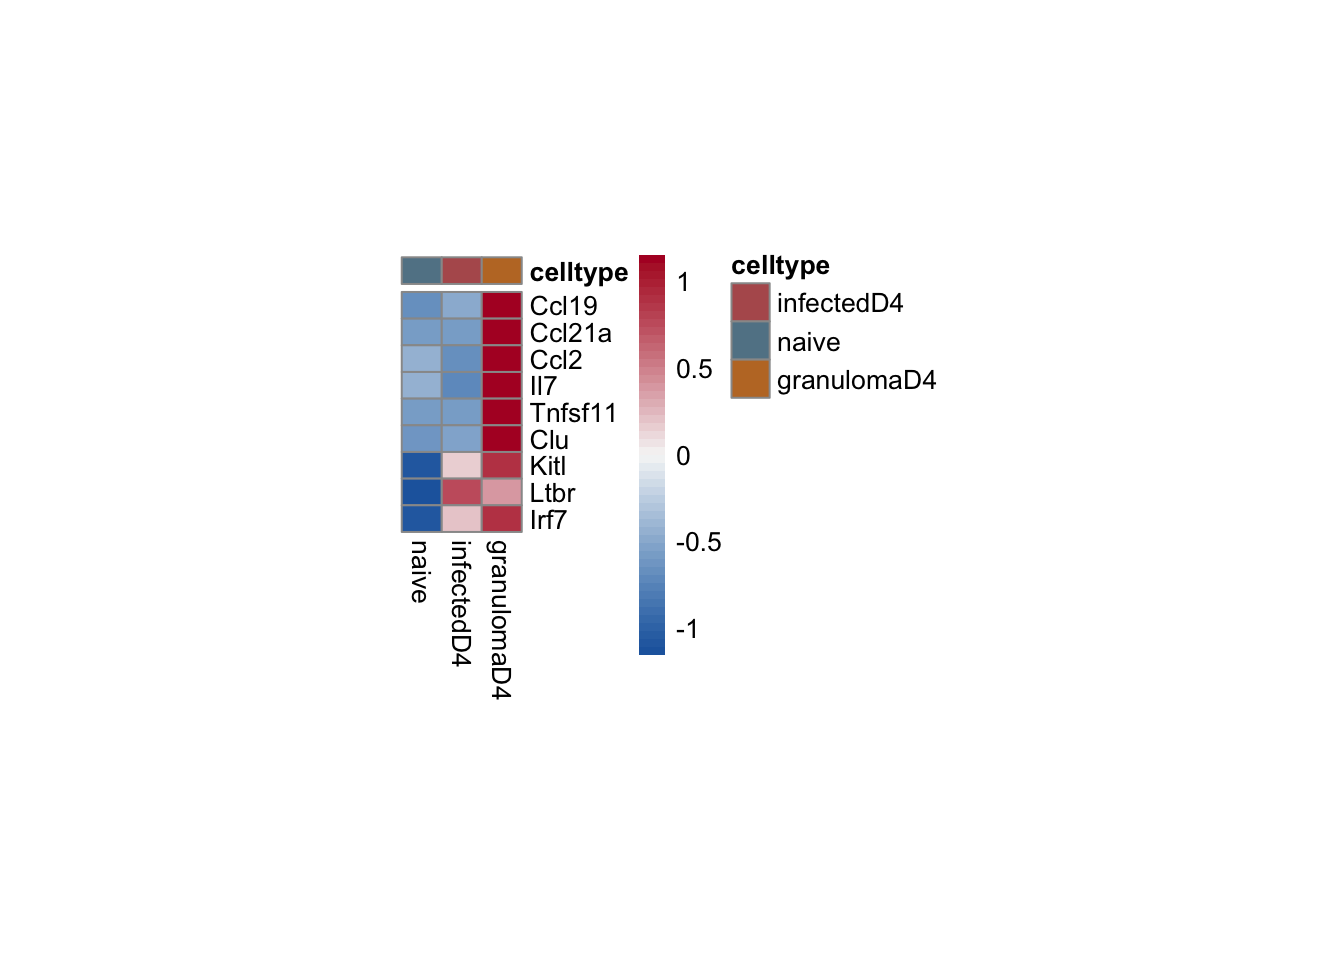 celltype
Ccl19
Ccl21a
Ccl2
Il7
Tnfsf11
Clu
Kitl
Ltbr
Irf7
naive
infectedD4
granulomaD4
1
0.5
0
-0.5
-1
celltype
infectedD4
naive
granulomaD4